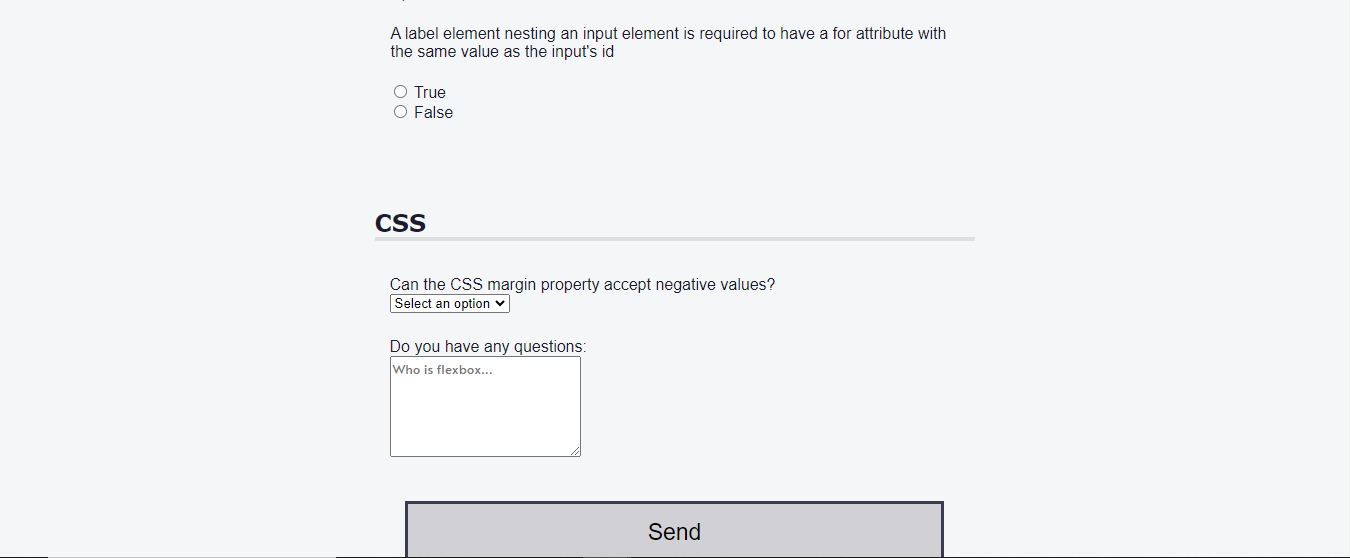 A label element nesting an input element is required to have a for attribute with
the same value as the input's id
True
False
CSS
Can the CSS margin property accept negative values?
Select an option
Do you have any questions:
Who is flexbox...
Send